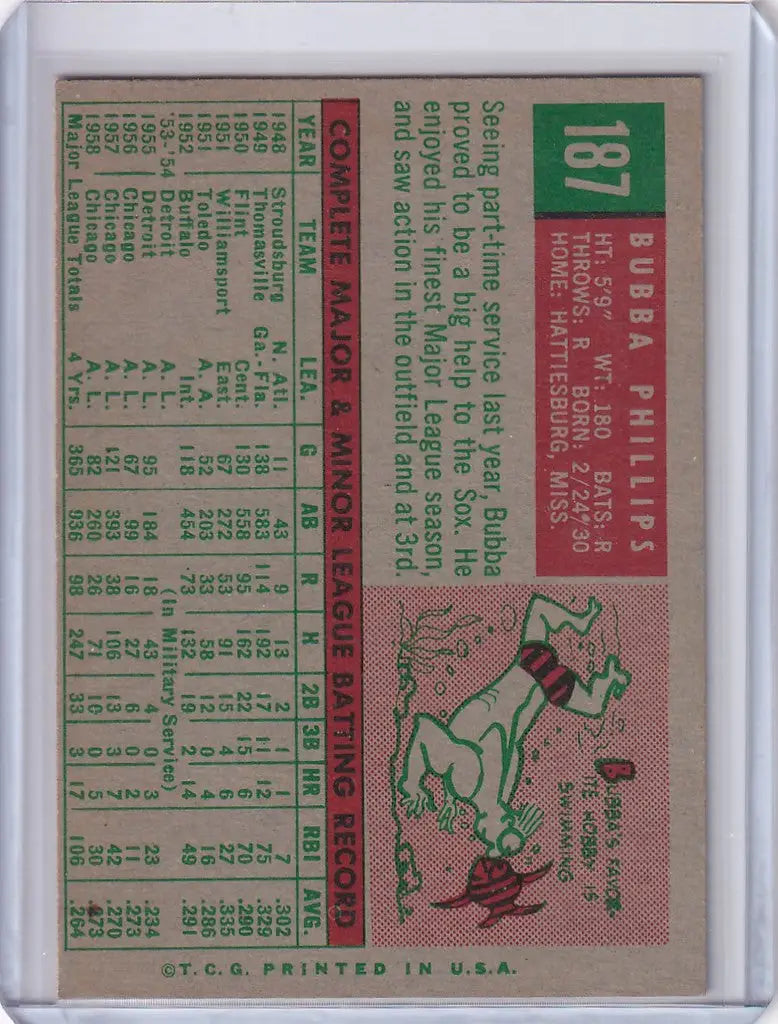 187
BUBBA PHILLIPS
HT: 5'9" WT: 180 BATS: R
THROWS: R BORN: 2/24/30
HOME: HATTIESBURG, MISS.
Seeing part-time service last year, Bubba
proved to be a big help to the Sox. He
enjoyed his finest Major League season,
and saw action in the outfield and at 3rd.
BUBBA'S FAVOR-
ITE HOBBY IS
SWIMMING
COMPLETE MAJOR & MINOR LEAGUE BATTING RECORD
YEAR TEAM LEA. G AB R H 2B 3B HR RBI AVG.
1948 Stroudsburg N. Atl. 11 43 9 13 2 1 1 7 .302
1949 Thomasville Ga.-Fla. 138 583 114 192 17 11 12 75 .329
1950 Flint Cent. 130 558 95 162 22 15 6 70 .290
1951 Williamsport East. 67 272 53 91 15 4 6 27 .335
1951 Toledo A. A. 52 203 33 58 12 0 4 16 .286
1952 Buffalo Int. 118 454 73 132 19 2 14 49 .291
'53-'54 Detroit A. L. (In Military Service)
1955 Detroit A. L. 95 184 18 43 4 0 3 23 .234
1956 Chicago A. L. 67 99 16 27 6 0 2 11 .273
1957 Chicago A. L. 121 393 38 106 13 3 7 42 .270
1958 Chicago A. L. 82 260 26 71 10 0 5 30 .273
Major League Totals 4 Yrs. 365 936 98 247 33 3 17 106 .264
©T.C.G. PRINTED IN U.S.A.